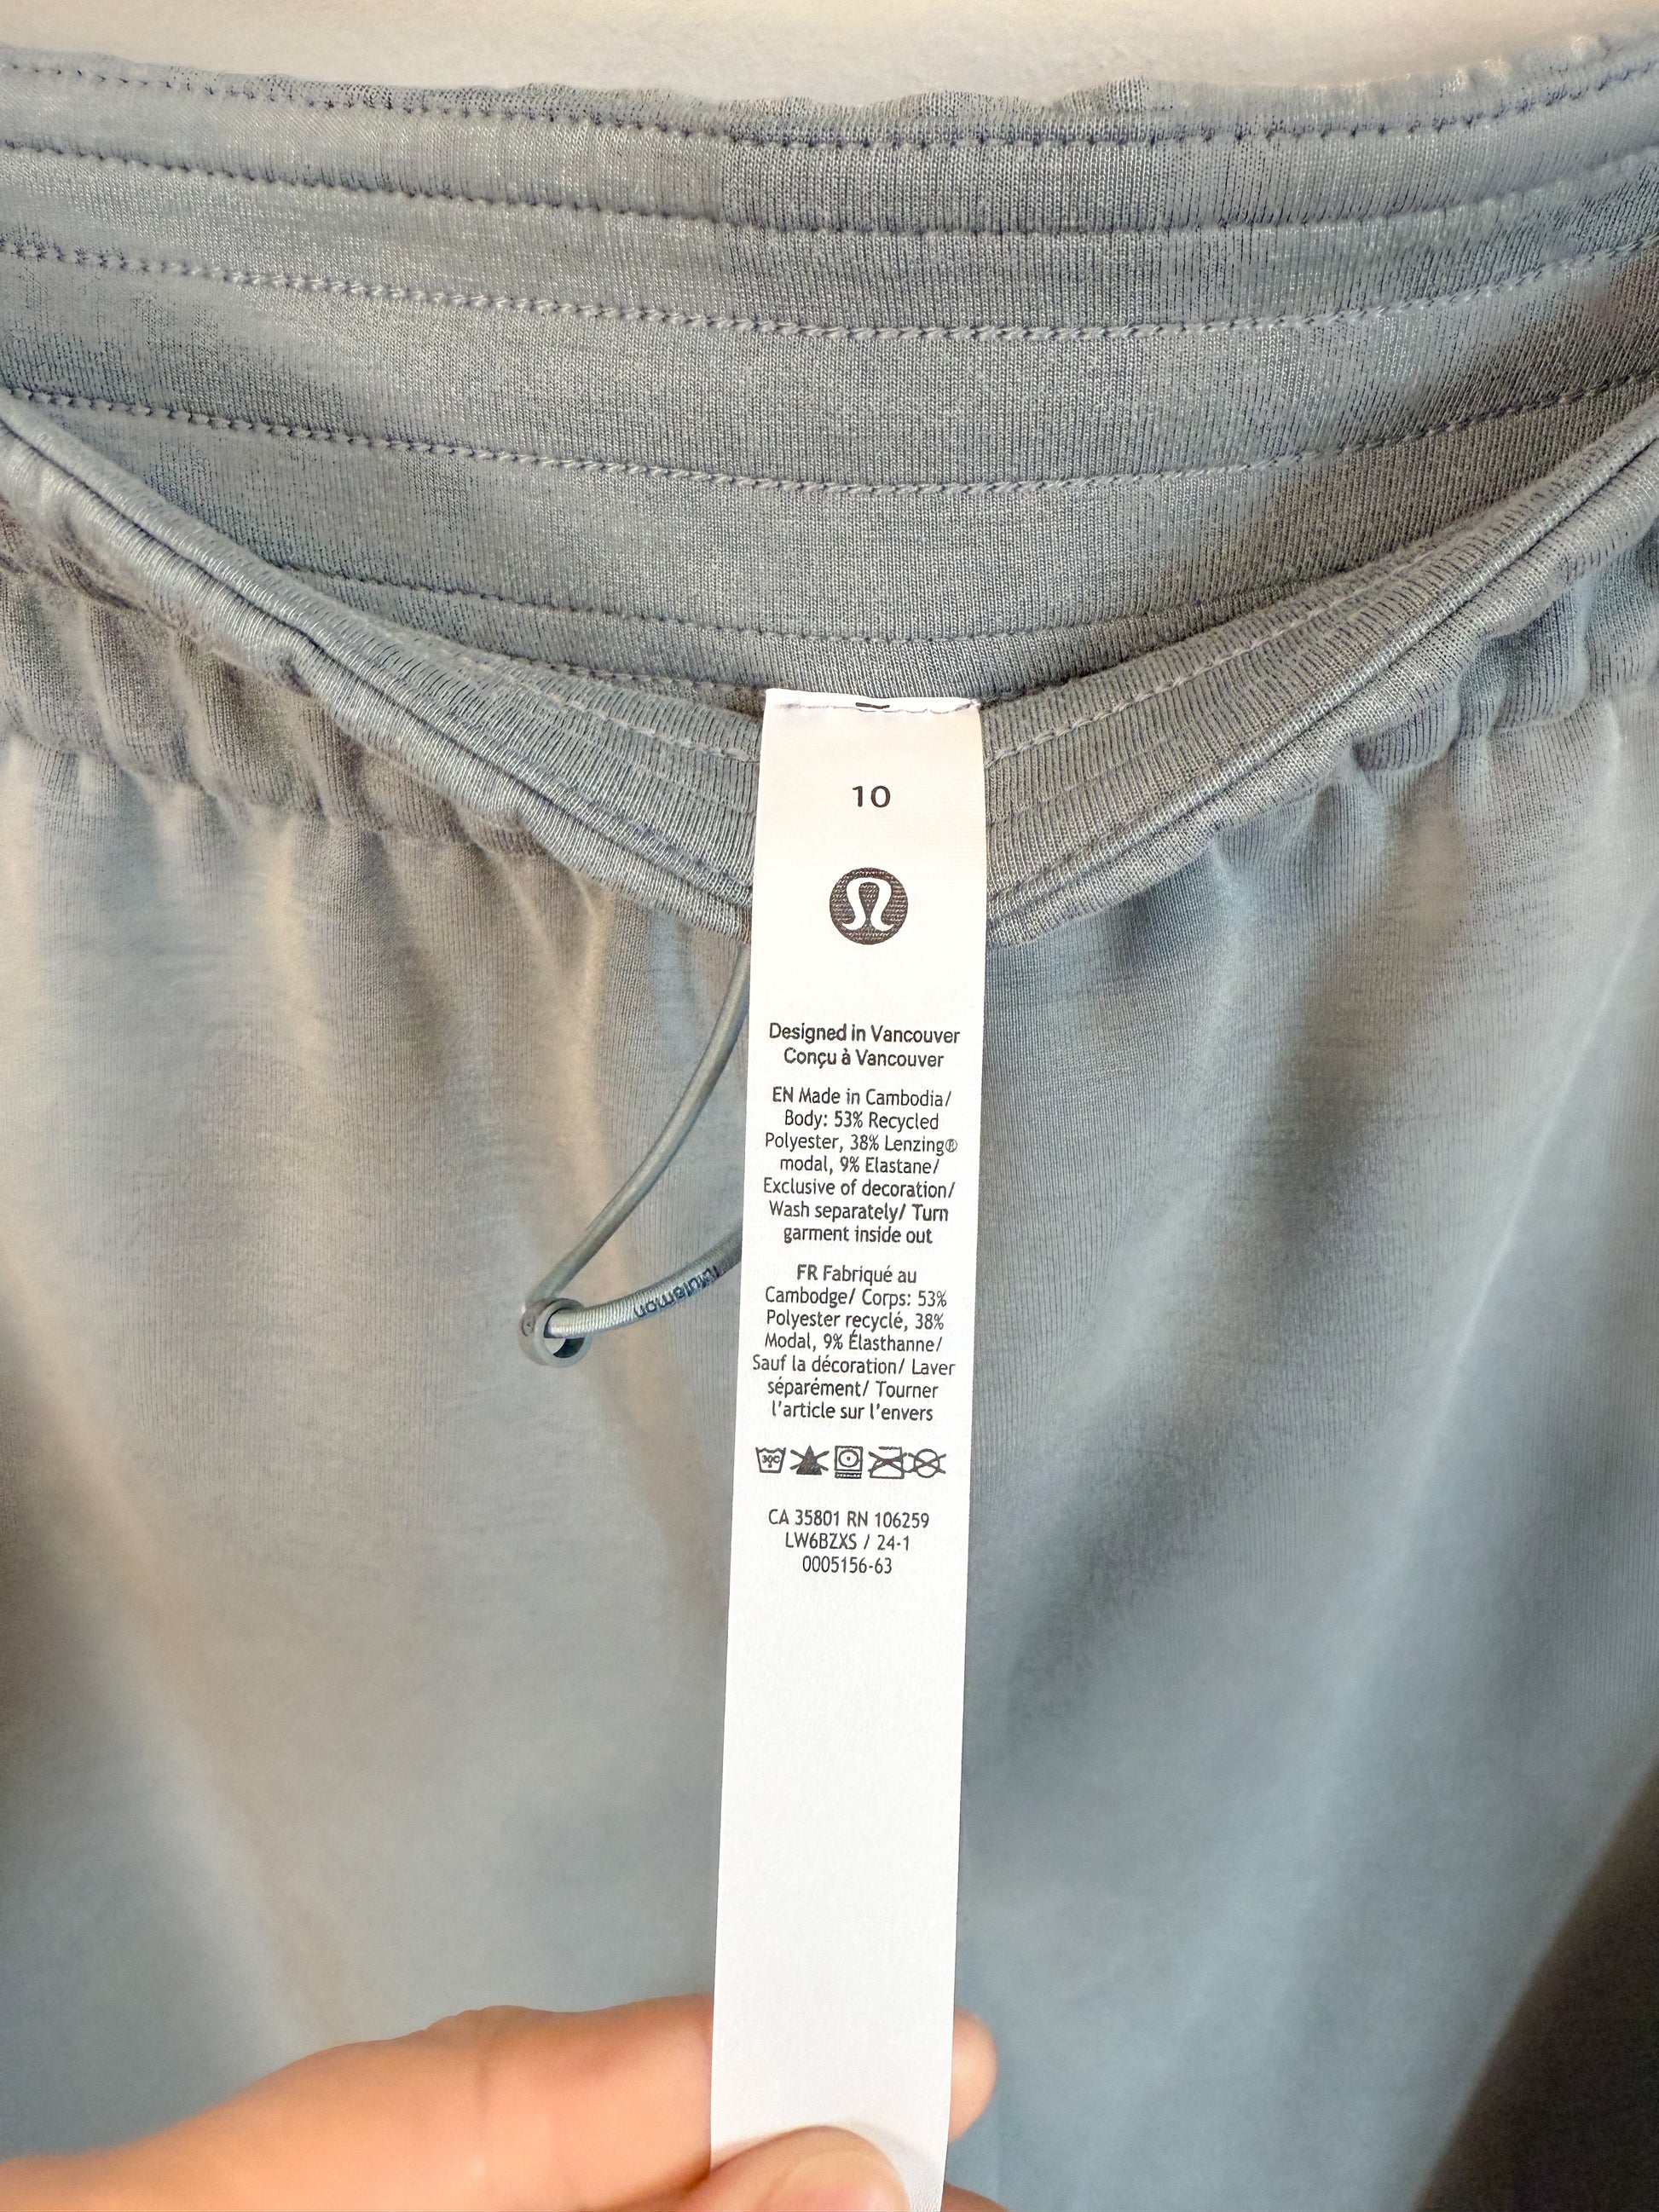 10
Designed in Vancouver
Conçu à Vancouver
EN Made in Cambodia/
Body: 53% Recycled
Polyester, 38% Lenzing®
modal, 9% Elastane/
Exclusive of decoration/
Wash separately/ Turn
garment inside out
FR Fabriqué au
Cambodge/ Corps: 53%
Polyester recyclé, 38%
Modal, 9% Élasthanne/
Sauf la décoration/ Laver
séparément/ Tourner
l'article sur l'envers
lululemon
30C
CA 35801 RN 106259
LW6BZXS / 24-1
0005156-63